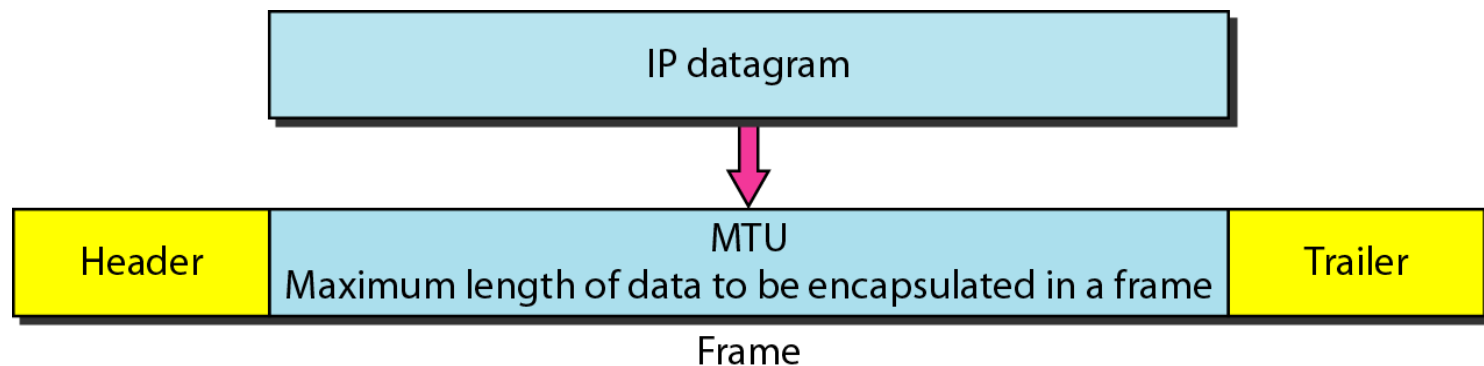 IP datagram
Header
MTU
Maximum length of data to be encapsulated in a frame
Trailer
Frame